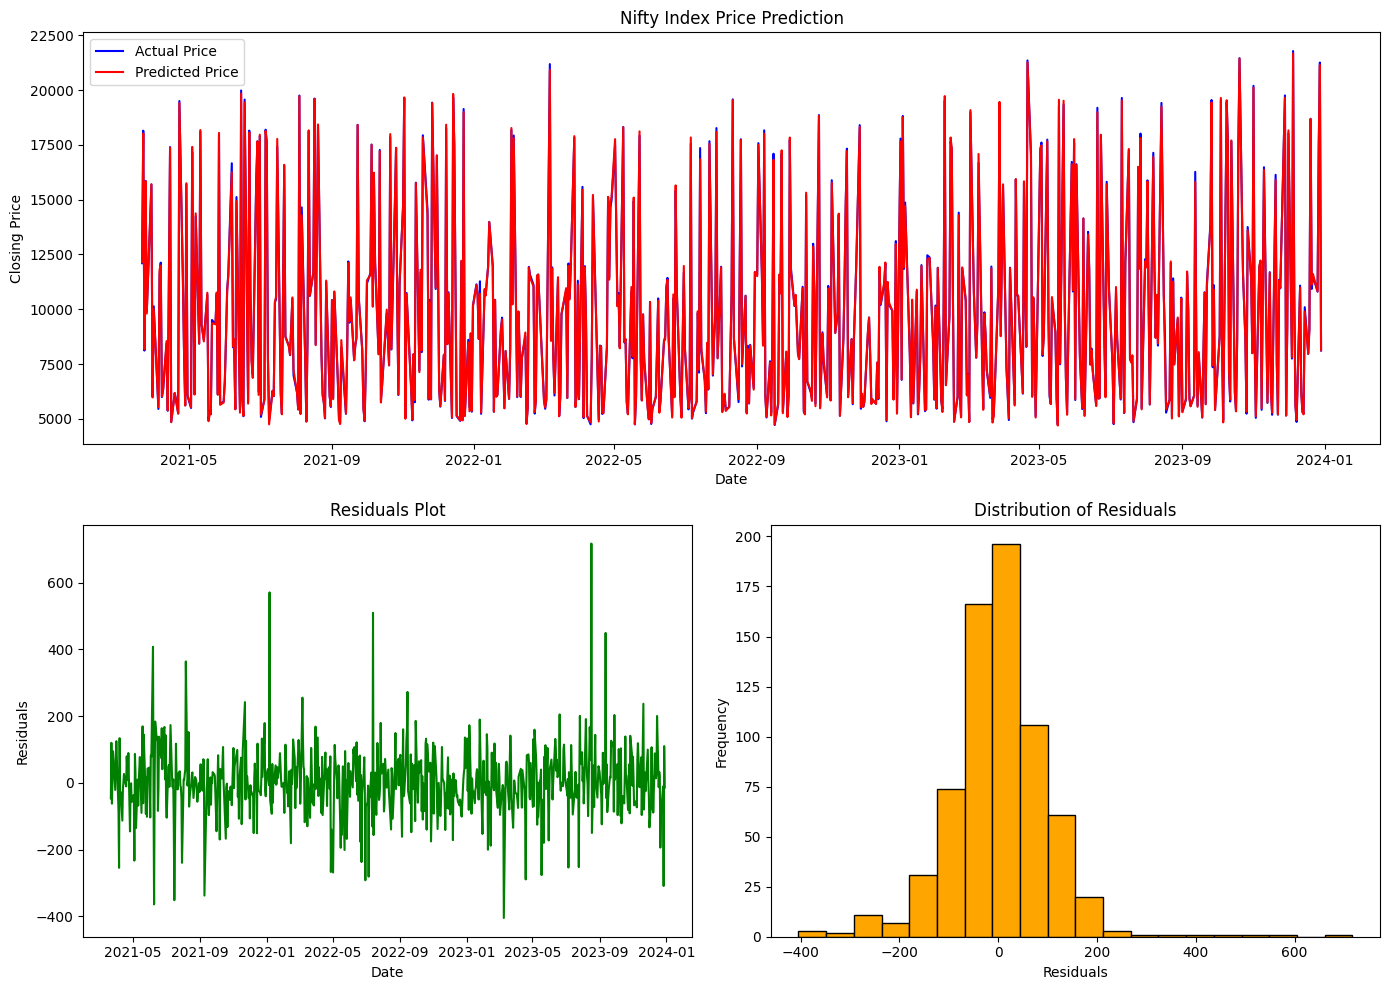 Nifty Index Price Prediction
Closing Price
22500
20000
17500
15000
12500
10000
7500
5000
Actual Price
Predicted Price
2021-05 2021-09 2022-01 2022-05 2022-09 2023-01 2023-05 2023-09 2024-01
Date
Residuals Plot
Residuals
600
400
200
0
−200
−400
2021-05 2021-09 2022-01 2022-05 2022-09 2023-01 2023-05 2023-09 2024-01
Date
Distribution of Residuals
Frequency
200
175
150
125
100
75
50
25
0
−400 −200 0 200 400 600
Residuals